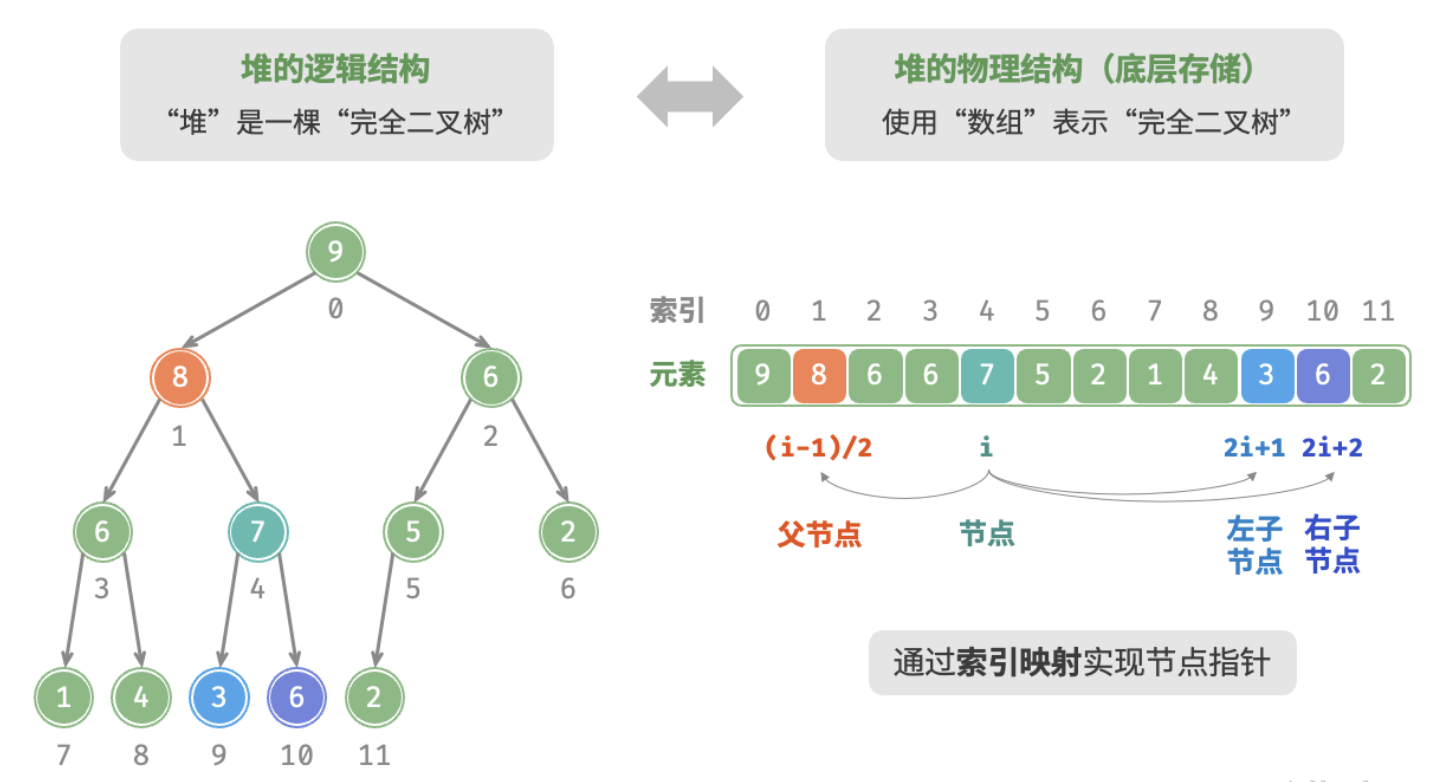 堆的逻辑结构
“堆”是一棵“完全二叉树”
堆的物理结构（底层存储）
使用“数组”表示“完全二叉树”
9
0
8
6
1
2
6
7
5
2
3
4
5
6
1
4
3
6
2
7
8
9
10
11
索引 0 1 2 3 4 5 6 7 8 9 10 11
元素 9 8 6 6 7 5 2 1 4 3 6 2
(i-1)/2 i 2i+1 2i+2
父节点
节点
左子
节点
右子
节点
通过索引映射实现节点指针